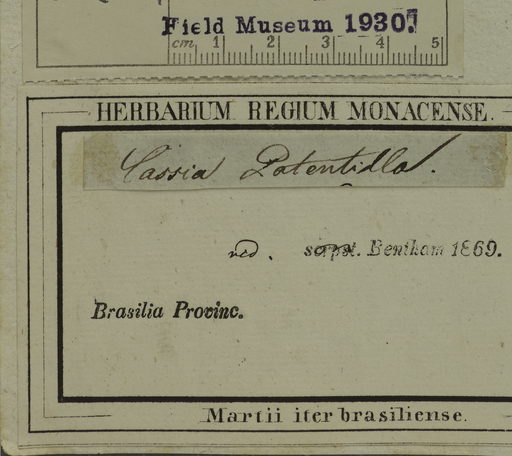 Field Museum 1930
cm 1 2 3 4 5
HERBARIUM REGIUM MONACENSE.
Cassia Potentilla.
scrpst. Bentham 1869.
Brasilia Provinc.
Martii iter brasiliense.